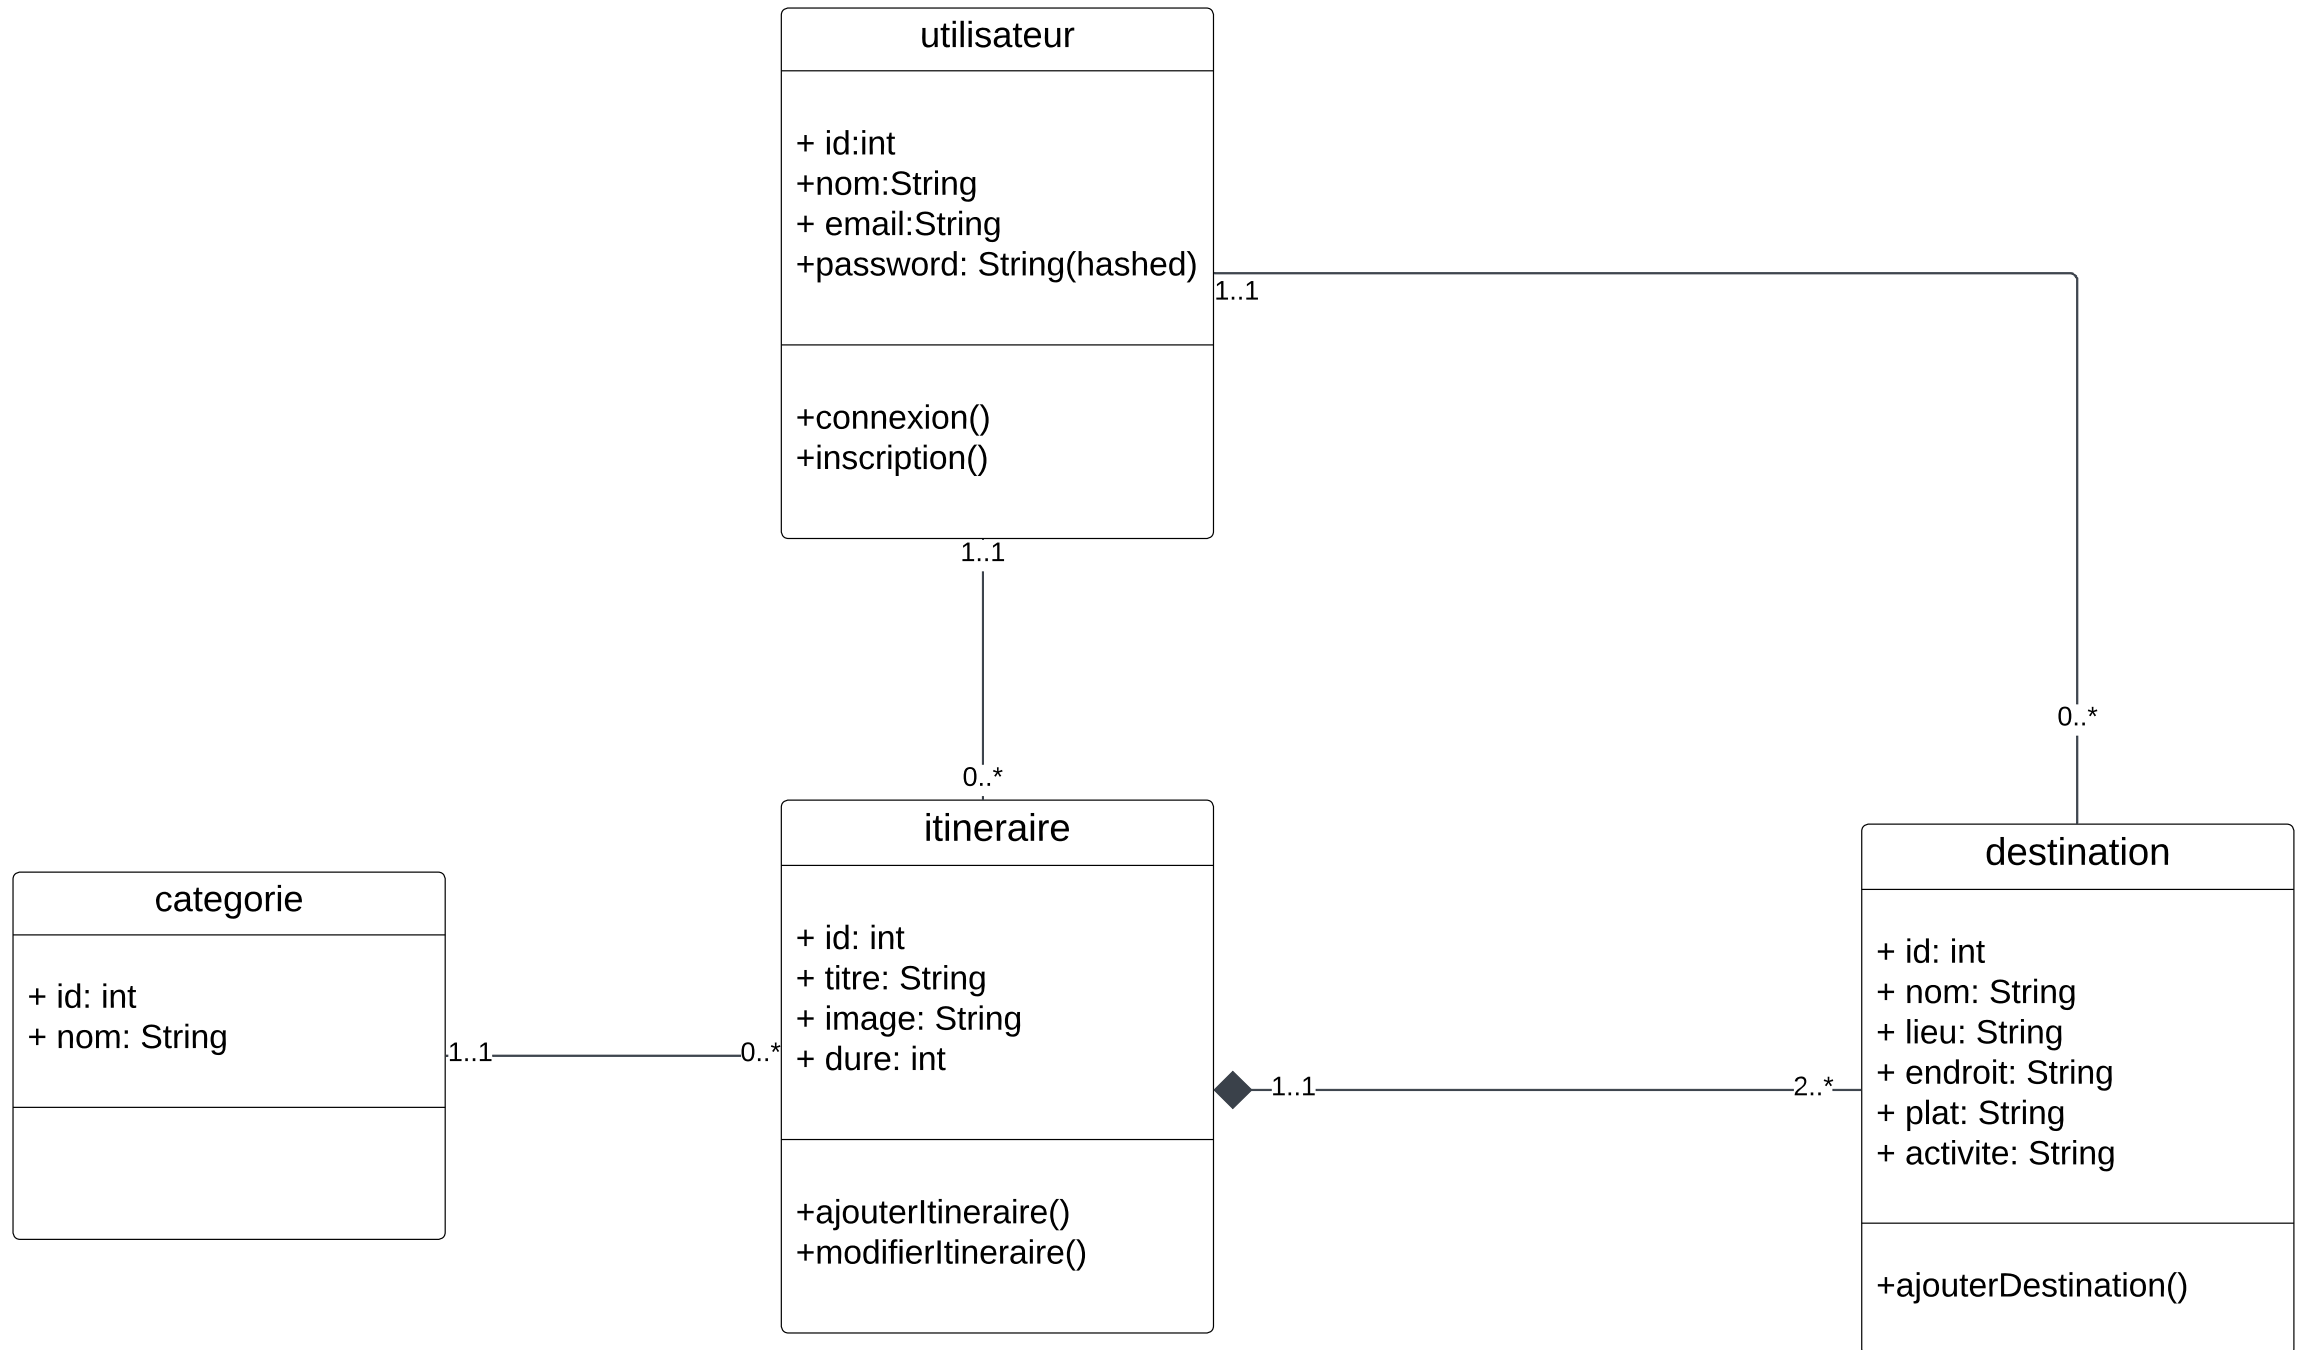 utilisateur
+ id:int
+nom:String
+ email:String
+password: String(hashed)
+connexion()
+inscription()
1..1
1..1
0..*
0..*
itineraire
+ id: int
+ titre: String
+ image: String
+ dure: int
+ajouterItineraire()
+modifierItineraire()
categorie
+ id: int
+ nom: String
1..1
0..*
1..1
2..*
destination
+ id: int
+ nom: String
+ lieu: String
+ endroit: String
+ plat: String
+ activite: String
+ajouterDestination()